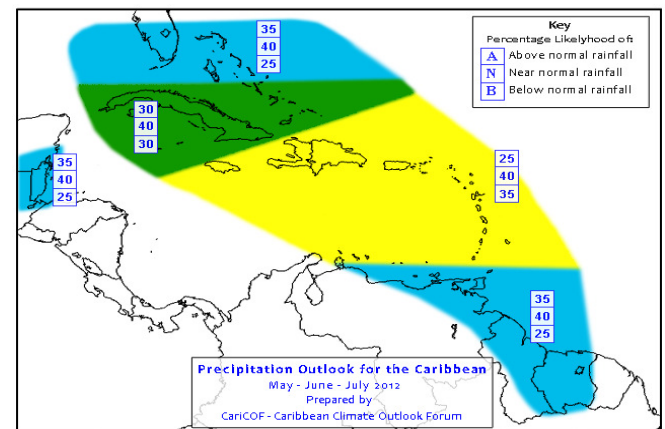 35
40
25
Key
Percentage Likelyhood of:
A Above normal rainfall
N Near normal rainfall
B Below normal rainfall
30
40
30
35
40
25
25
40
35
35
40
25
Precipitation Outlook for the Caribbean
May - June - July 2012
Prepared by
CariCOF - Caribbean Climate Outlook Forum